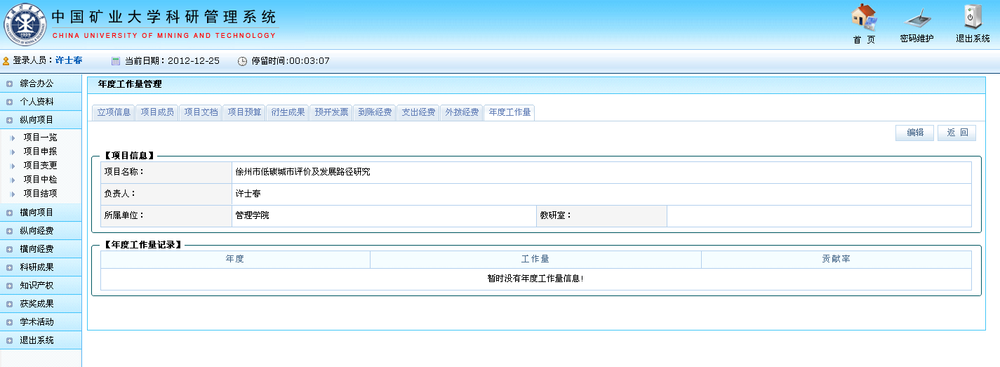 中国矿业大学科研管理系统
CHINA UNIVERSITY OF MINING AND TECHNOLOGY
首 页 密码维护 退出系统
登录人员：许士春 当前日期：2012-12-25 停留时间:00:03:07
综合办公
个人资料
纵向项目
项目一览
项目申报
项目变更
项目中检
项目结项
横向项目
纵向经费
横向经费
科研成果
知识产权
获奖成果
学术活动
退出系统
年度工作量管理
立项信息 项目成员 项目文档 项目预算 衍生成果 预开发票 到账经费 支出经费 外拨经费 年度工作量
编辑 返 回
【项目信息】
项目名称： 徐州市低碳城市评价及发展路径研究
负责人： 许士春
所属单位： 管理学院 教研室：
【年度工作量记录】
年度 工作量 贡献率
暂时没有年度工作量信息!